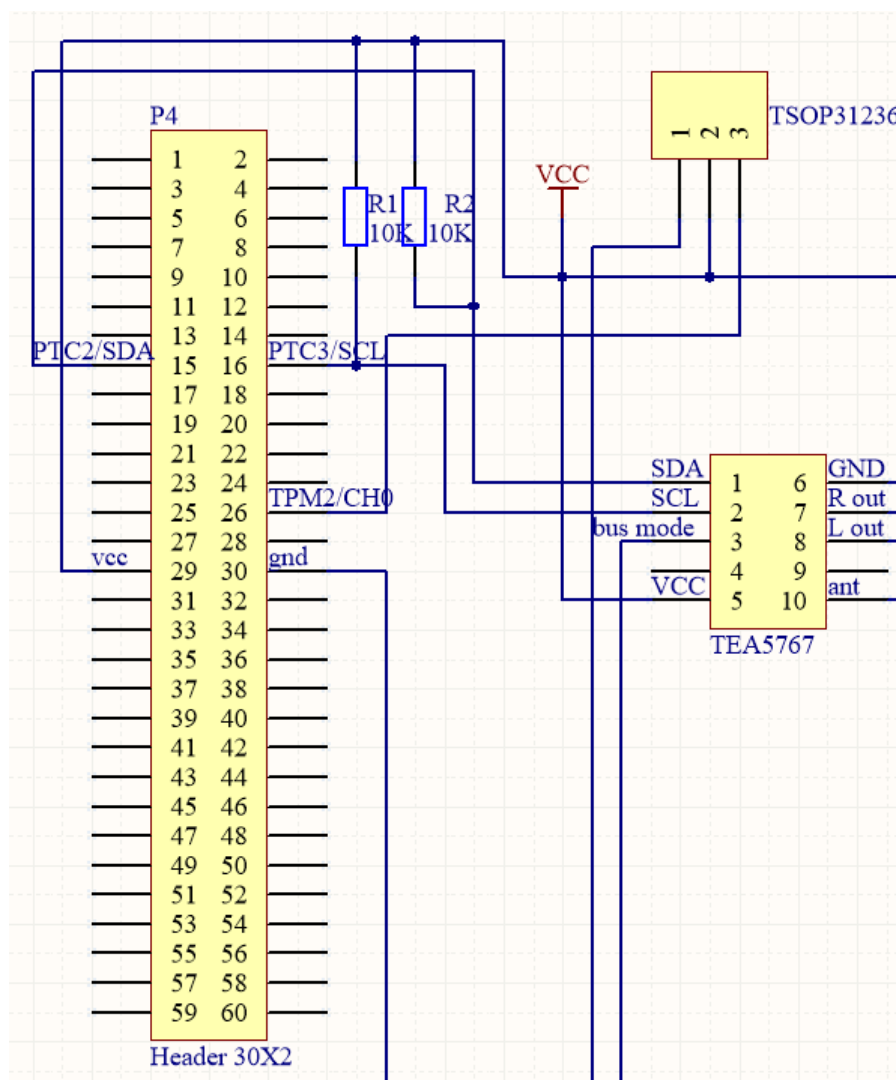 P4
1 2
3 4
5 6
7 8
9 10
11 12
13 14
PTC2/SDA PTC3/SCL
15 16
17 18
19 20
21 22
23 24
TPM2/CH0
25 26
27 28
vcc gnd
29 30
31 32
33 34
35 36
37 38
39 40
41 42
43 44
45 46
47 48
49 50
51 52
53 54
55 56
57 58
59 60
Header 30X2
R1
10K
R2
10K
VCC
1
2
3
TSOP31236
SDA 1 6 GND
SCL 2 7 R out
bus mode 3 8 L out
4 9
VCC 5 10 ant
TEA5767